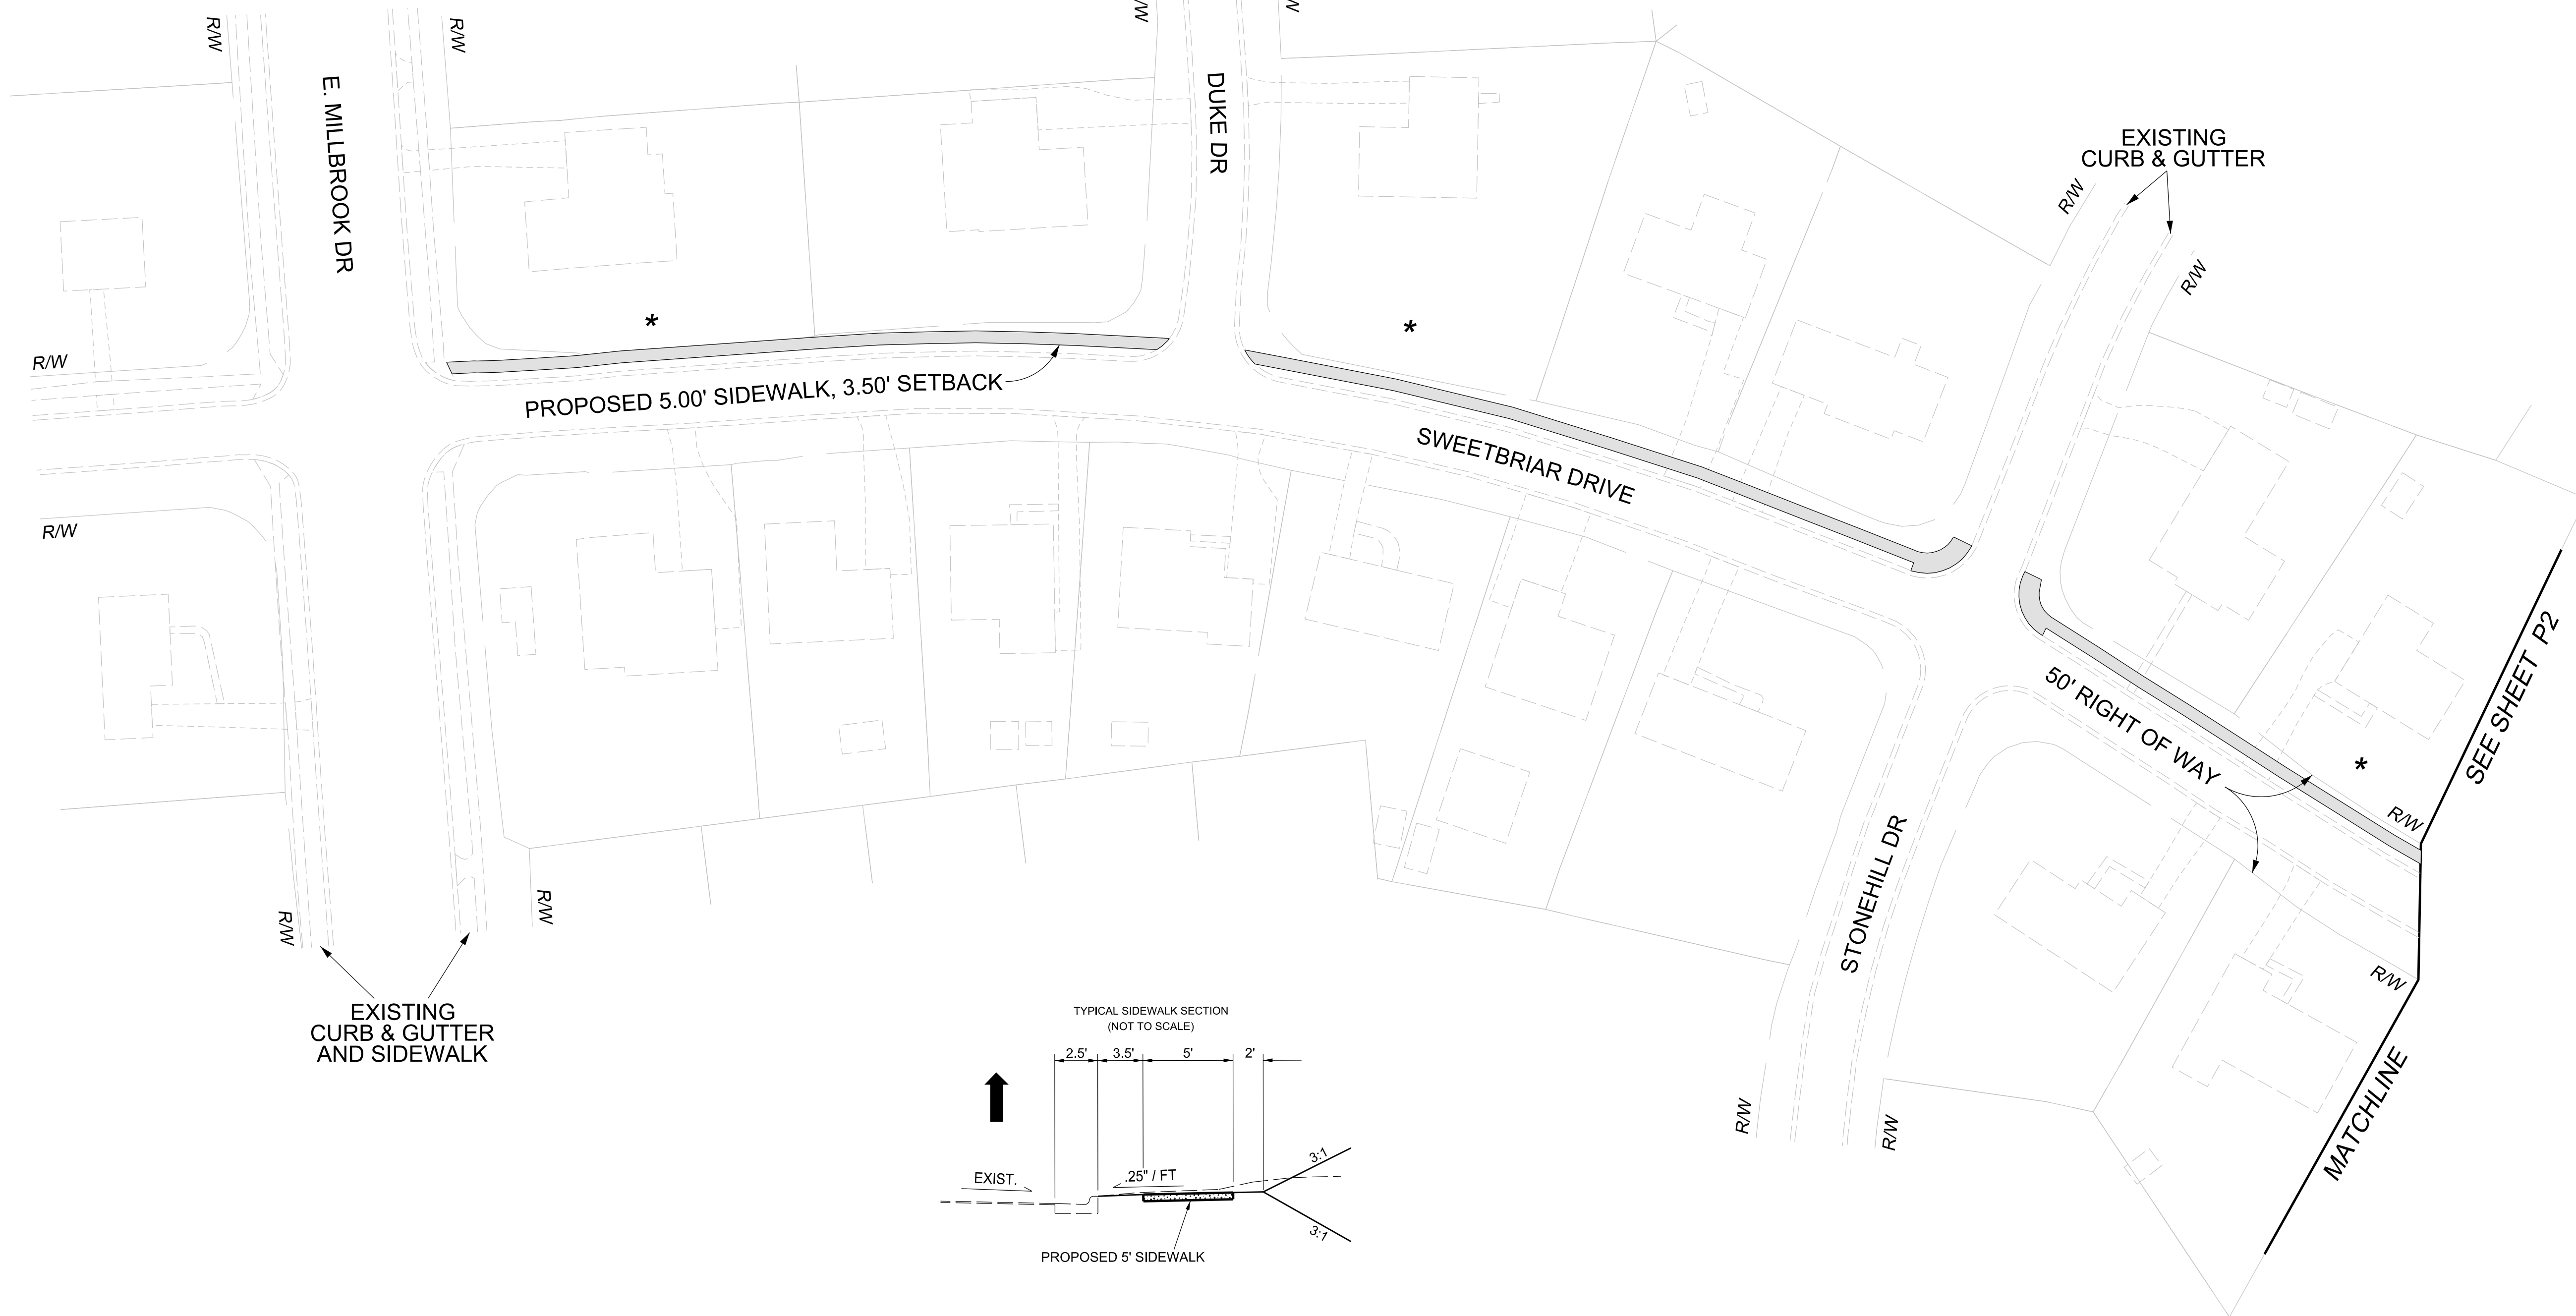 R/W
R/W
R/W
W
E. MILLBROOK DR
DUKE DR
EXISTING
CURB & GUTTER
R/W
R/W
*
*
R/W
PROPOSED 5.00' SIDEWALK, 3.50' SETBACK
SWEETBRIAR DRIVE
R/W
50' RIGHT OF WAY
SEE SHEET P2
*
R/W
STONEHILL DR
R/W
R/W
R/W
EXISTING
CURB & GUTTER
AND SIDEWALK
TYPICAL SIDEWALK SECTION
(NOT TO SCALE)
2.5' 3.5' 5' 2'
R/W
R/W
MATCHLINE
EXIST.
.25" / FT
3:1
3:1
PROPOSED 5' SIDEWALK